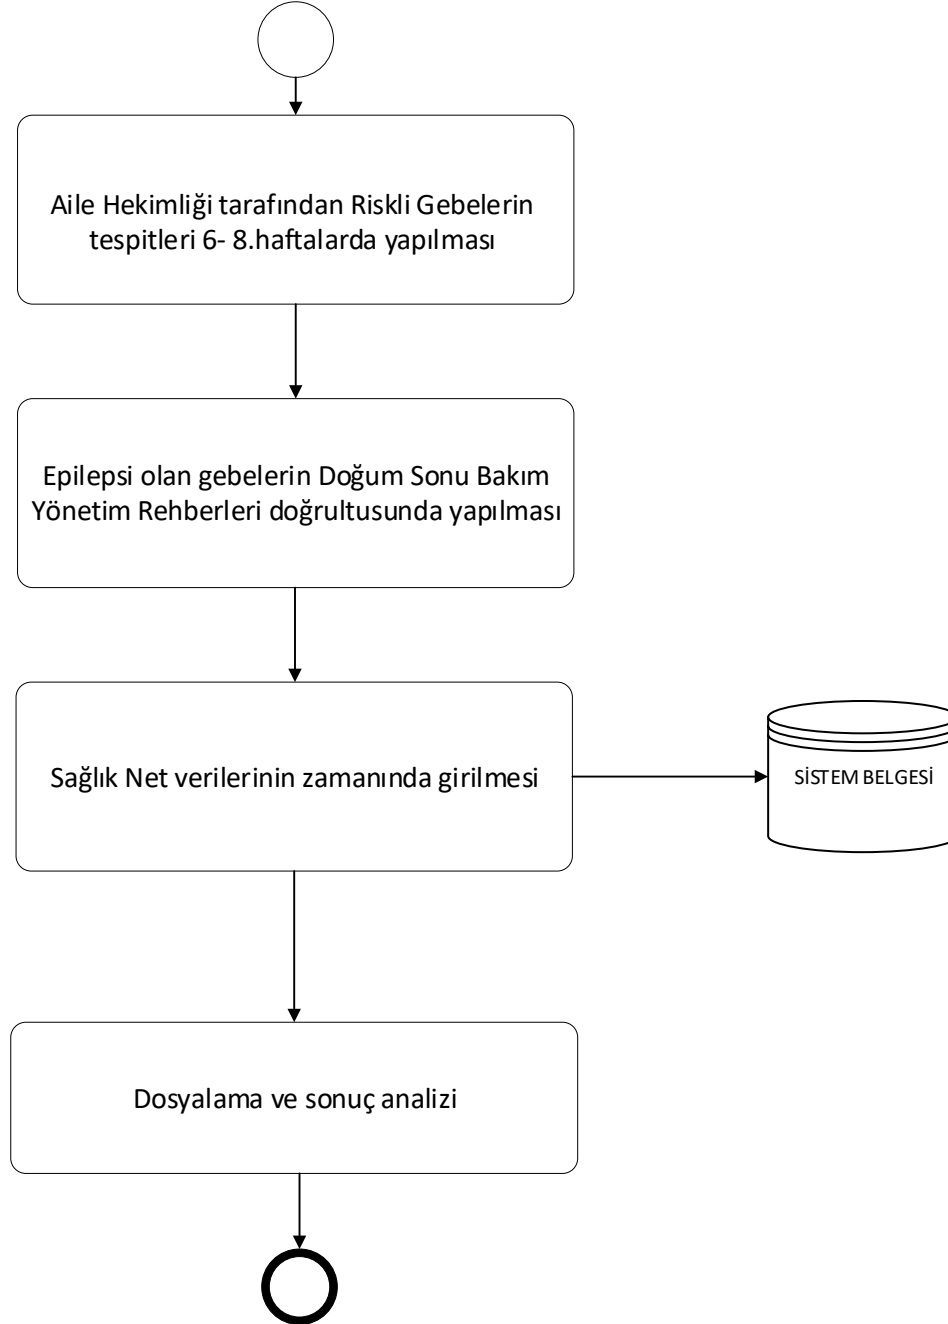 Aile Hekimliği tarafından Riskli Gebelerin
tespitleri 6- 8.haftalarda yapılması
Epilepsi olan gebelerin Doğum Sonu Bakım
Yönetim Rehberleri doğrultusunda yapılması
Sağlık Net verilerinin zamanında girilmesi
SİSTEM BELGESİ
Dosyalama ve sonuç analizi